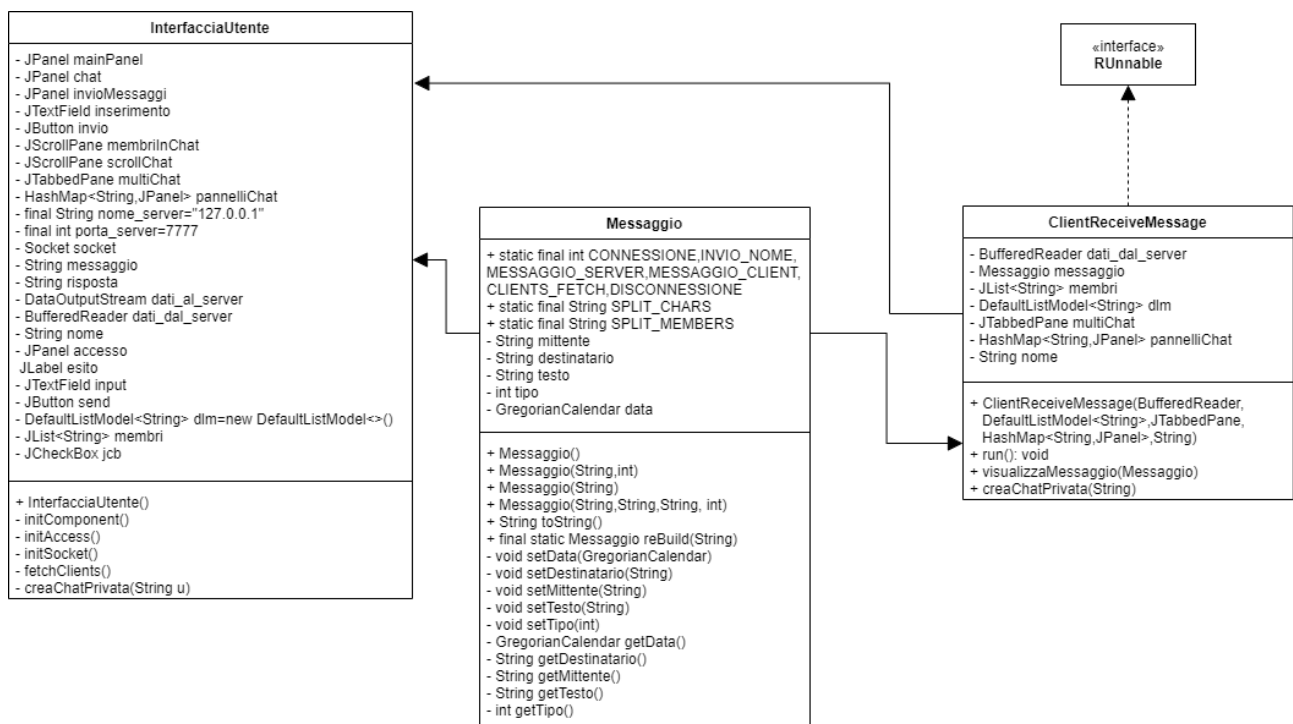 InterfacciaUtente
- JPanel mainPanel
- JPanel chat
- JPanel invioMessaggi
- JTextField inserimento
- JButton invio
- JScrollPane membriInChat
- JScrollPane scrollChat
- JTabbedPane multiChat
- HashMap<String,JPanel> pannelliChat
- final String nome_server="127.0.0.1"
- final int porta_server=7777
- Socket socket
- String messaggio
- String risposta
- DataOutputStream dati_al_server
- BufferedReader dati_dal_server
- String nome
- JPanel accesso
JLabel esito
- JTextField input
- JButton send
- DefaultListModel<String> dlm=new DefaultListModel<>()
- JList<String> membri
- JCheckBox jcb
+ InterfacciaUtente()
- initComponent()
- initAccess()
- initSocket()
- fetchClients()
- creaChatPrivata(String u)
Messaggio
+ static final int CONNESSIONE,INVIO_NOME,
MESSAGGIO_SERVER,MESSAGGIO_CLIENT,
CLIENTS_FETCH,DISCONNESSIONE
+ static final String SPLIT_CHARS
+ static final String SPLIT_MEMBERS
- String mittente
- String destinatario
- String testo
- int tipo
- GregorianCalendar data
+ Messaggio()
+ Messaggio(String,int)
+ Messaggio(String)
+ Messaggio(String,String,String, int)
+ String toString()
+ final static Messaggio reBuild(String)
- void setData(GregorianCalendar)
- void setDestinatario(String)
- void setMittente(String)
- void setTesto(String)
- void setTipo(int)
- GregorianCalendar getData()
- String getDestinatario()
- String getMittente()
- String getTesto()
- int getTipo()
«interface»
RUnnable
ClientReceiveMessage
- BufferedReader dati_dal_server
- Messaggio messaggio
- JList<String> membri
- DefaultListModel<String> dlm
- JTabbedPane multiChat
- HashMap<String,JPanel> pannelliChat
- String nome
+ ClientReceiveMessage(BufferedReader,
DefaultListModel<String>,JTabbedPane,
HashMap<String,JPanel>,String)
+ run(): void
+ visualizzaMessaggio(Messaggio)
+ creaChatPrivata(String)